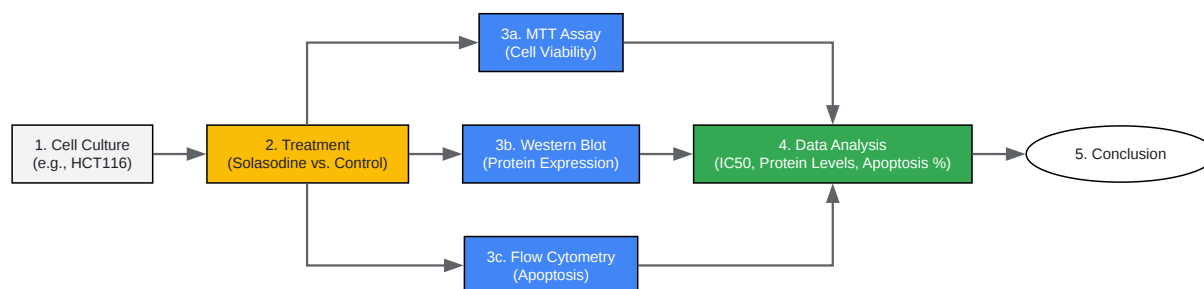 1. Cell Culture
(e.g., HCT116)
2. Treatment
(Solasodine vs. Control)
3a. MTT Assay
(Cell Viability)
3b. Western Blot
(Protein Expression)
3c. Flow Cytometry
(Apoptosis)
4. Data Analysis
(IC50, Protein Levels, Apoptosis %)
5. Conclusion